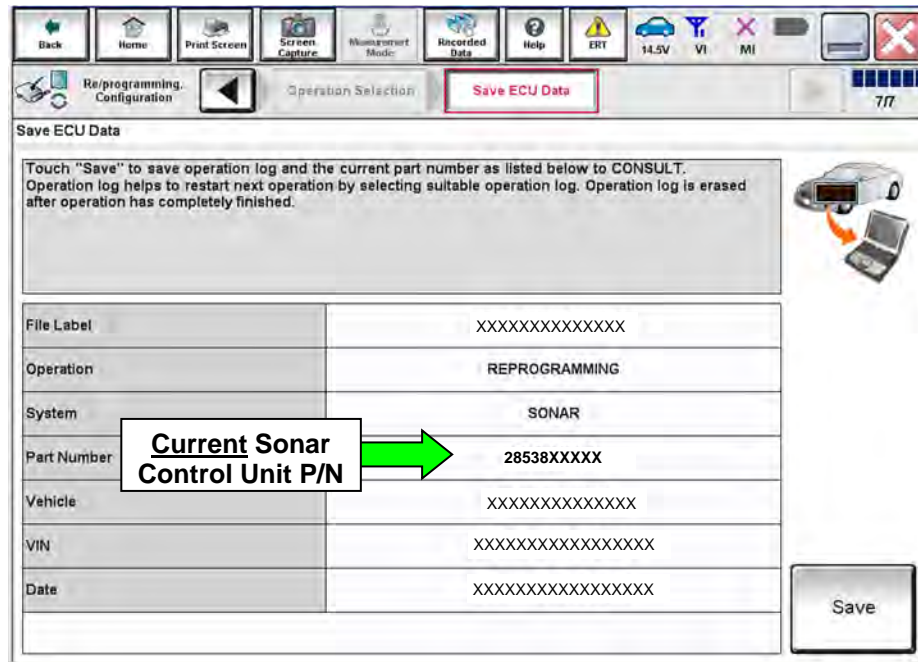 Back
Home
Print Screen
Screen
Capture
Measurement
Mode
Recorded
Data
Help
ERT
14.5V
VI
MI
Re/programming,
Configuration
Operation Selection
Save ECU Data
7/7
Save ECU Data
Touch "Save" to save operation log and the current part number as listed below to CONSULT.
Operation log helps to restart next operation by selecting suitable operation log. Operation log is erased
after operation has completely finished.
File Label
XXXXXXXXXXXXXX
Operation
REPROGRAMMING
System
SONAR
Part Number
Current Sonar
Control Unit P/N
28538XXXXX
Vehicle
XXXXXXXXXXXXXX
VIN
XXXXXXXXXXXXXXXXX
Date
XXXXXXXXXXXXXXXXX
Save